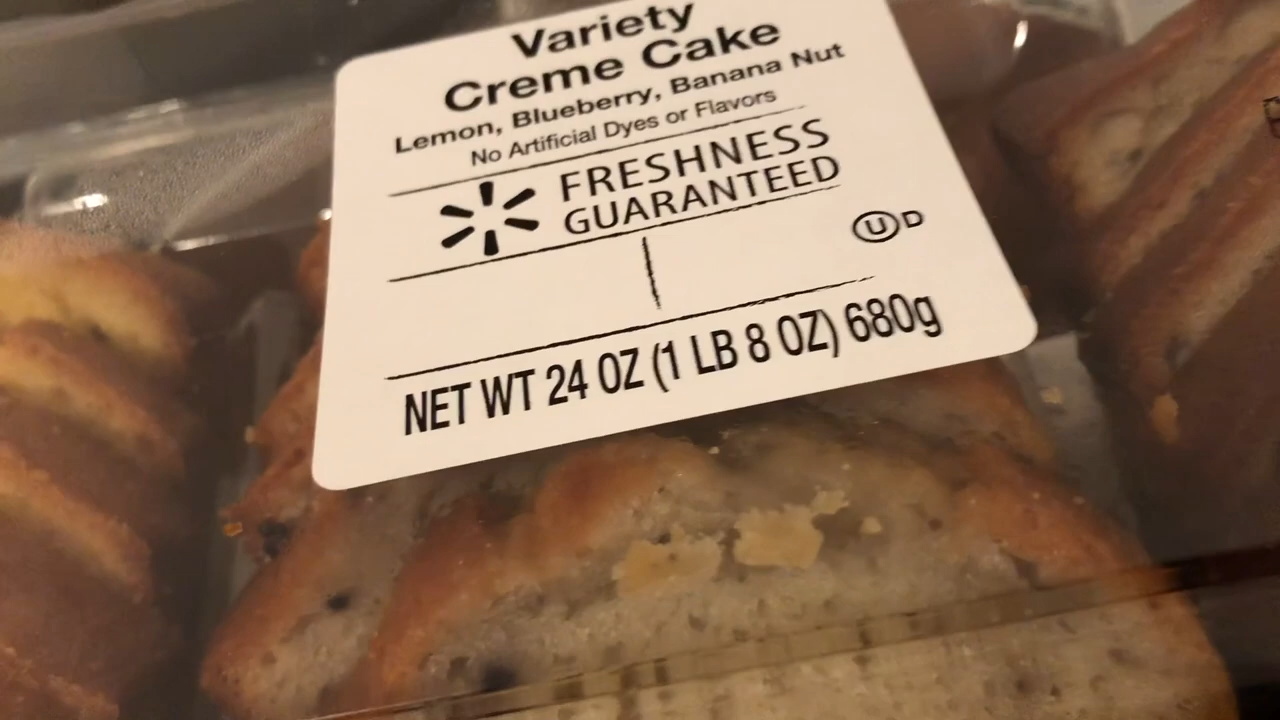 Variety
Creme Cake
Lemon, Blueberry, Banana Nut
No Artificial Dyes or Flavors
FRESHNESS
GUARANTEED
U D
NET WT 24 OZ (1 LB 8 OZ) 680g